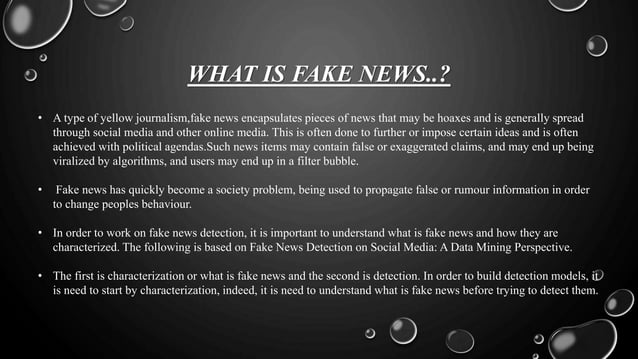 WHAT IS FAKE NEWS..?
• A type of yellow journalism,fake news encapsulates pieces of news that may be hoaxes and is generally spread
through social media and other online media. This is often done to further or impose certain ideas and is often
achieved with political agendas.Such news items may contain false or exaggerated claims, and may end up being
viralized by algorithms, and users may end up in a filter bubble.
• Fake news has quickly become a society problem, being used to propagate false or rumour information in order
to change peoples behaviour.
• In order to work on fake news detection, it is important to understand what is fake news and how they are
characterized. The following is based on Fake News Detection on Social Media: A Data Mining Perspective.
• The first is characterization or what is fake news and the second is detection. In order to build detection models, it
is need to start by characterization, indeed, it is need to understand what is fake news before trying to detect them.